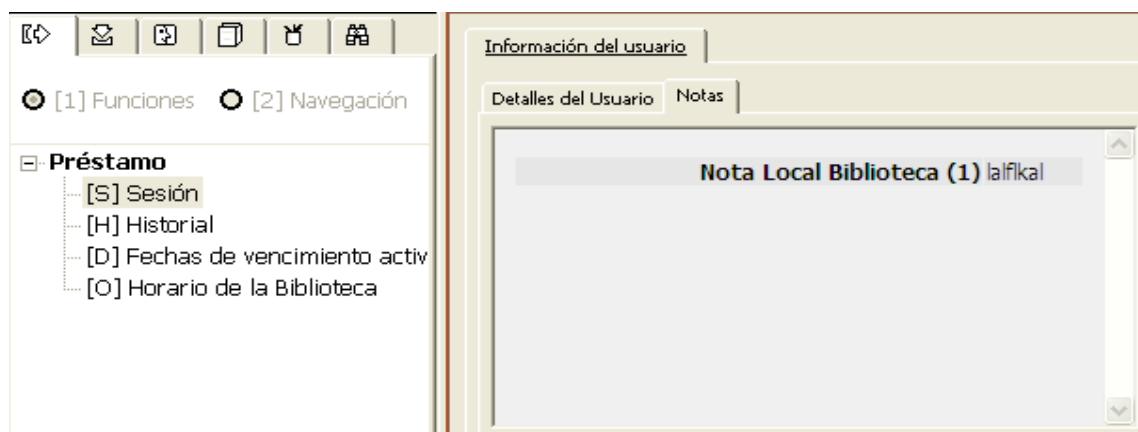 [1] Funciones [2] Navegación
Préstamo
[S] Sesión
[H] Historial
[D] Fechas de vencimiento activ
[O] Horario de la Biblioteca
Información del usuario
Detalles del Usuario Notas
Nota Local Biblioteca (1) lalflkal